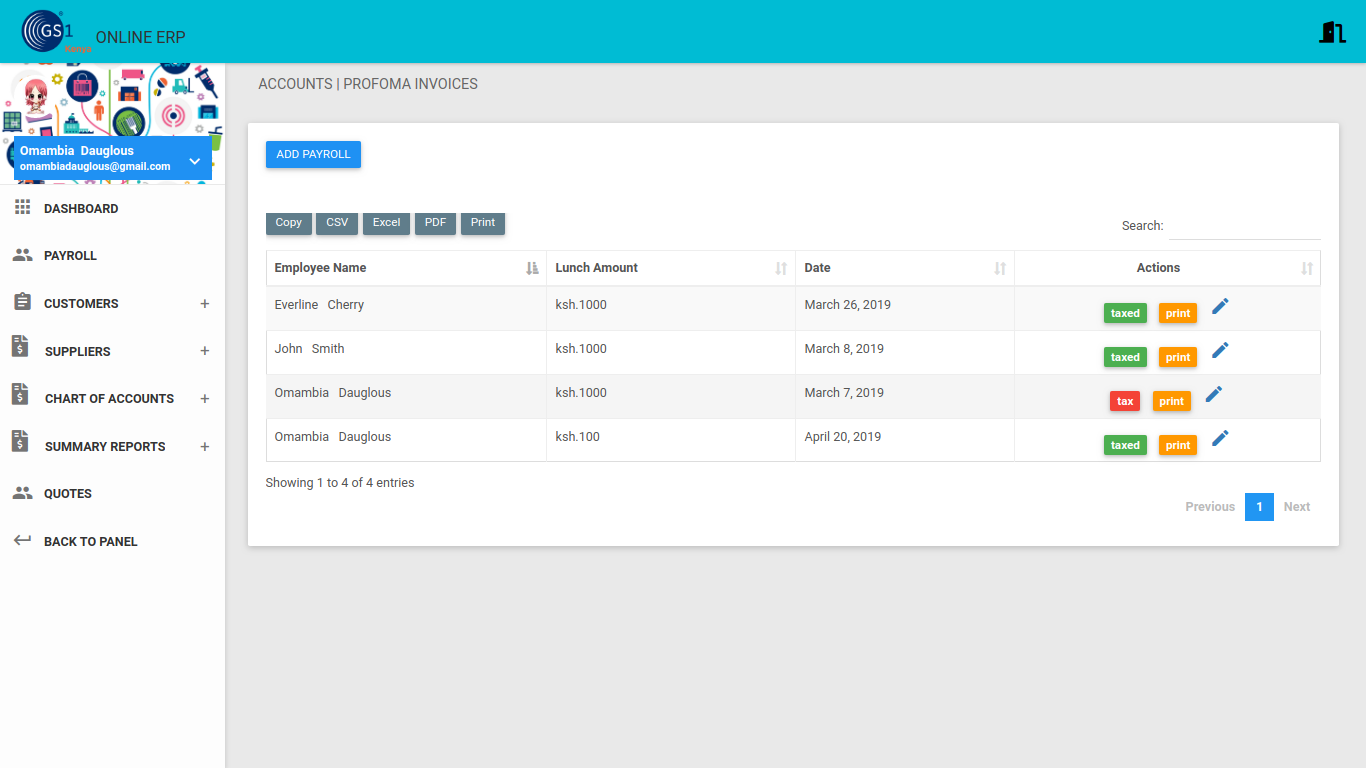 GS1
ONLINE ERP
ACCOUNTS | PROFOMA INVOICES
Omambia Dauglous
omambiadauglous@gmail.com
DASHBOARD
PAYROLL
CUSTOMERS +
SUPPLIERS +
CHART OF ACCOUNTS +
SUMMARY REPORTS +
QUOTES
BACK TO PANEL
ADD PAYROLL
Copy CSV Excel PDF Print
Search:
Employee Name Lunch Amount Date Actions
Everline Cherry ksh.1000 March 26, 2019 taxed print
John Smith ksh.1000 March 8, 2019 taxed print
Omambia Dauglous ksh.1000 March 7, 2019 tax print
Omambia Dauglous ksh.100 April 20, 2019 taxed print
Showing 1 to 4 of 4 entries
Previous 1 Next